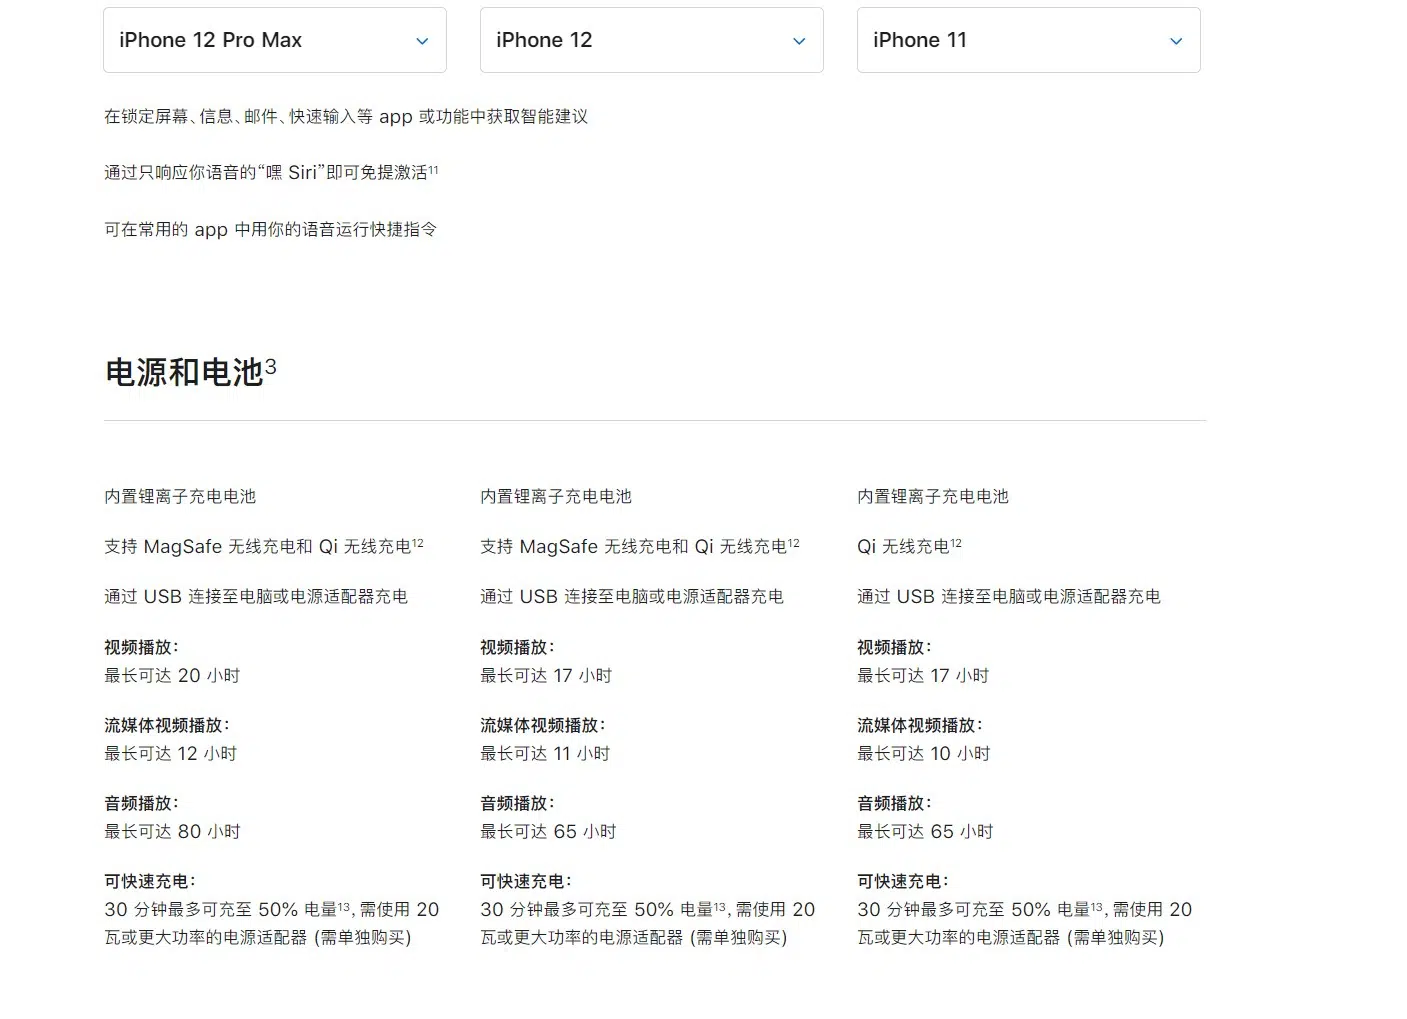 iPhone 12 Pro Max
iPhone 12
iPhone 11
在锁定屏幕、信息、邮件、快速输入等 app 或功能中获取智能建议
通过只响应你语音的“嘿 Siri”即可免提激活¹¹
可在常用的 app 中用你的语音运行快捷指令
电源和电池³
内置锂离子充电电池
支持 MagSafe 无线充电和 Qi 无线充电¹²
通过 USB 连接至电脑或电源适配器充电
视频播放：
最长可达 20 小时
流媒体视频播放：
最长可达 12 小时
音频播放：
最长可达 80 小时
可快速充电：
30 分钟最多可充至 50% 电量¹³，需使用 20
瓦或更大功率的电源适配器 (需单独购买)
内置锂离子充电电池
支持 MagSafe 无线充电和 Qi 无线充电¹²
通过 USB 连接至电脑或电源适配器充电
视频播放：
最长可达 17 小时
流媒体视频播放：
最长可达 11 小时
音频播放：
最长可达 65 小时
可快速充电：
30 分钟最多可充至 50% 电量¹³，需使用 20
瓦或更大功率的电源适配器 (需单独购买)
内置锂离子充电电池
Qi 无线充电¹²
通过 USB 连接至电脑或电源适配器充电
视频播放：
最长可达 17 小时
流媒体视频播放：
最长可达 10 小时
音频播放：
最长可达 65 小时
可快速充电：
30 分钟最多可充至 50% 电量¹³，需使用 20
瓦或更大功率的电源适配器 (需单独购买)